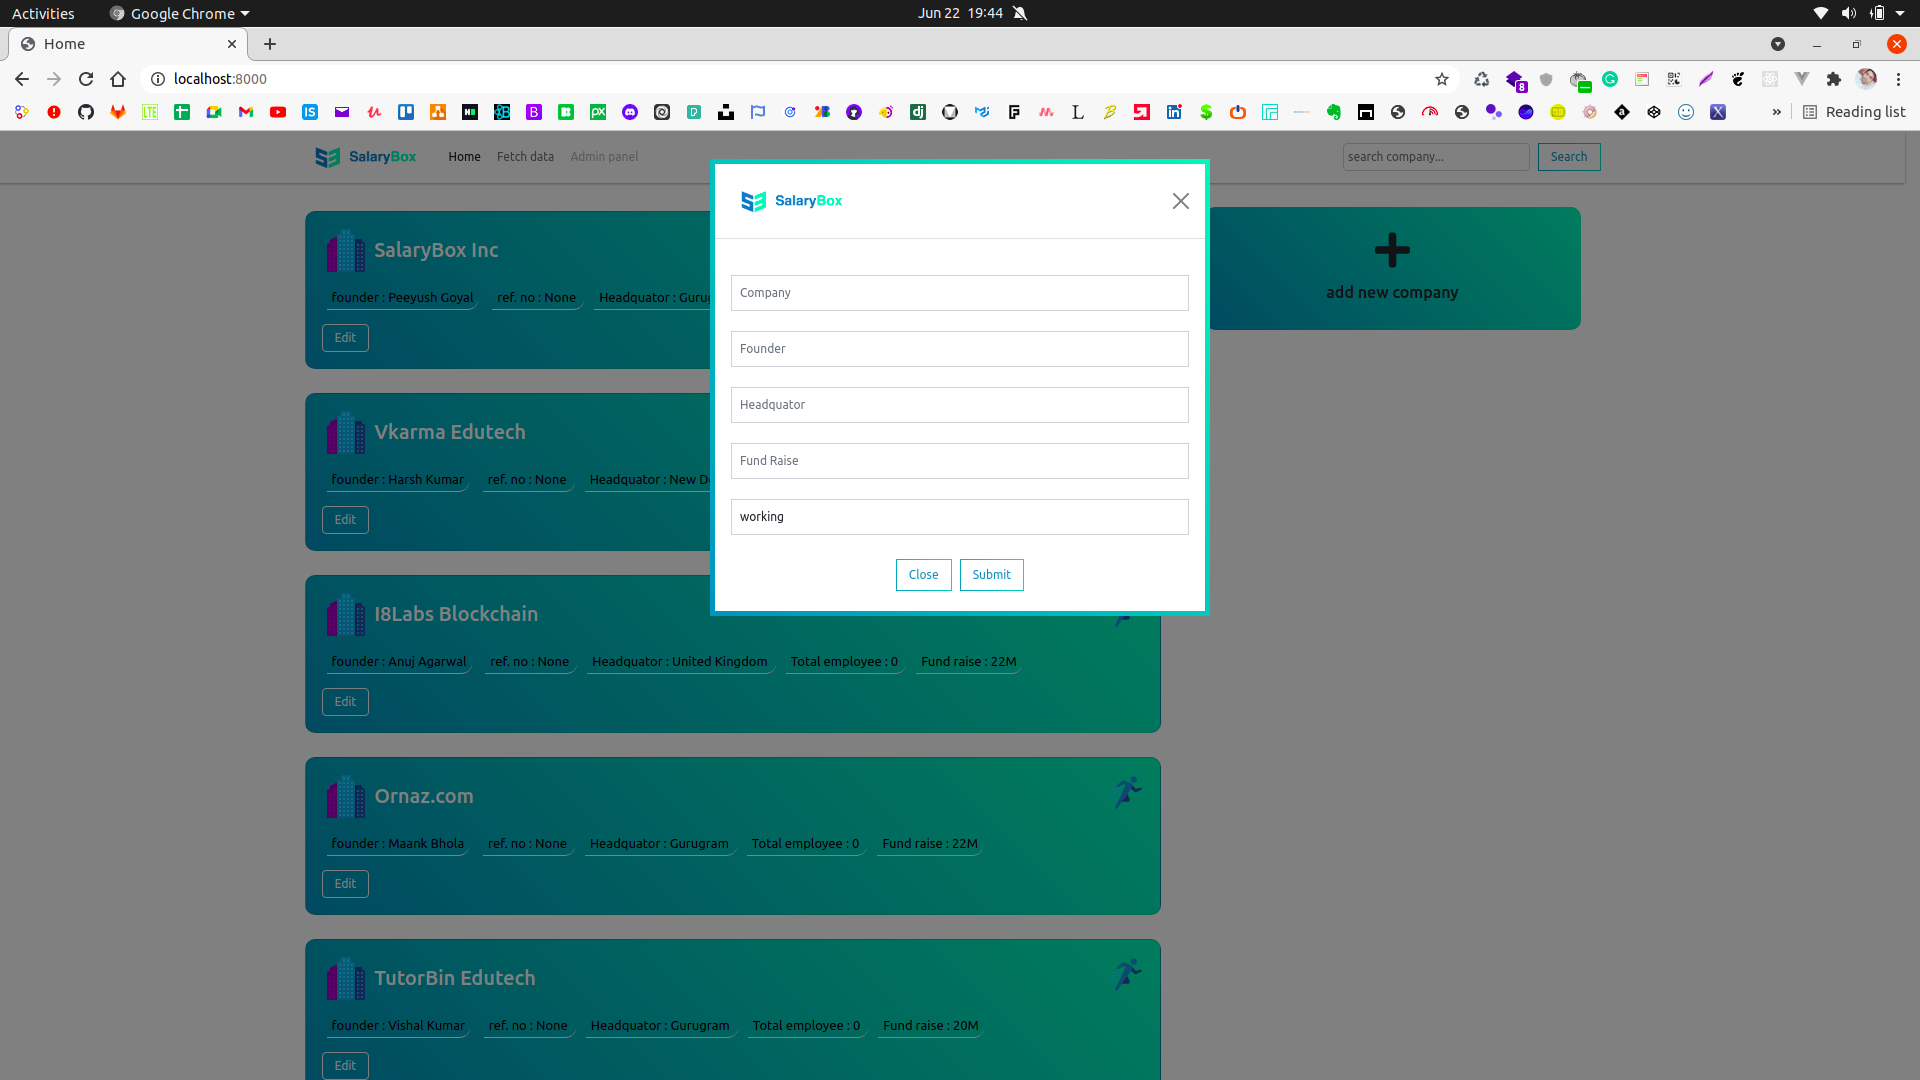 Activities
Google Chrome
Jun 22 19:44
Home
localhost:8000
8
Reading list
SalaryBox
Home
Fetch data
Admin panel
search company...
Search
SalaryBox
SalaryBox Inc
founder : Peeyush Goyal
ref. no : None
Headquator : Gurug
Edit
add new company
Company
Founder
Headquator
Fund Raise
working
Close
Submit
Vkarma Edutech
founder : Harsh Kumar
ref. no : None
Headquator : New D
Edit
I8Labs Blockchain
founder : Anuj Agarwal
ref. no : None
Headquator : United Kingdom
Total employee : 0
Fund raise : 22M
Edit
Ornaz.com
founder : Maank Bhola
ref. no : None
Headquator : Gurugram
Total employee : 0
Fund raise : 22M
Edit
TutorBin Edutech
founder : Vishal Kumar
ref. no : None
Headquator : Gurugram
Total employee : 0
Fund raise : 20M
Edit